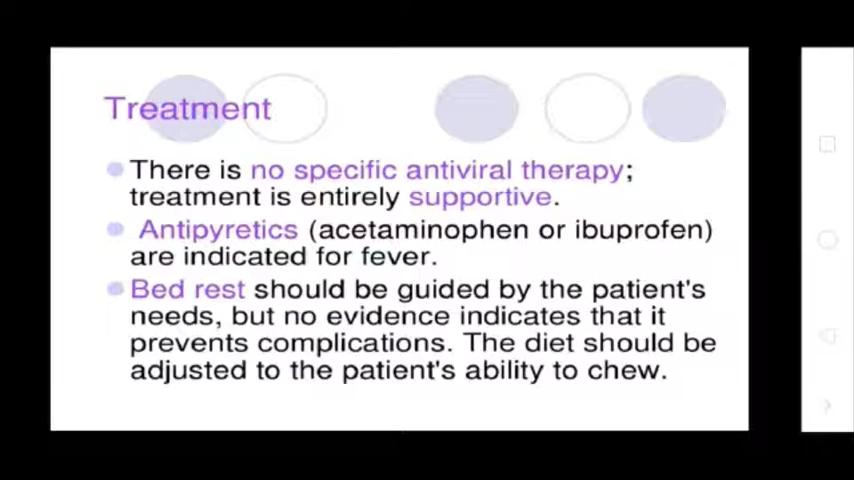 Treatment
There is no specific antiviral therapy;
treatment is entirely supportive.
Antipyretics (acetaminophen or ibuprofen)
are indicated for fever.
Bed rest should be guided by the patient's
needs, but no evidence indicates that it
prevents complications. The diet should be
adjusted to the patient's ability to chew.